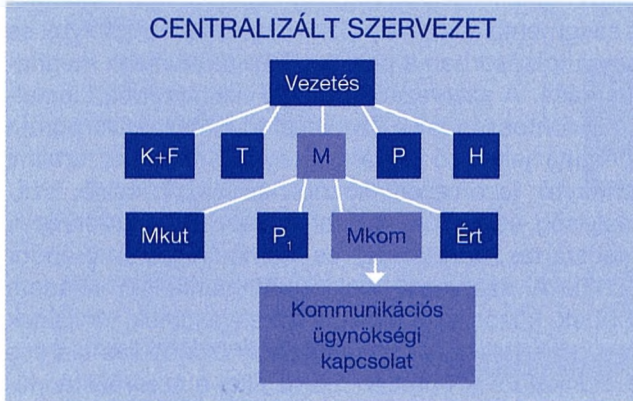 CENTRALIZÁLT SZERVEZET
Vezetés
K+F T M P H
Mkut P₁ Mkom Ért
Kommunikációs
ügynökségi
kapcsolat